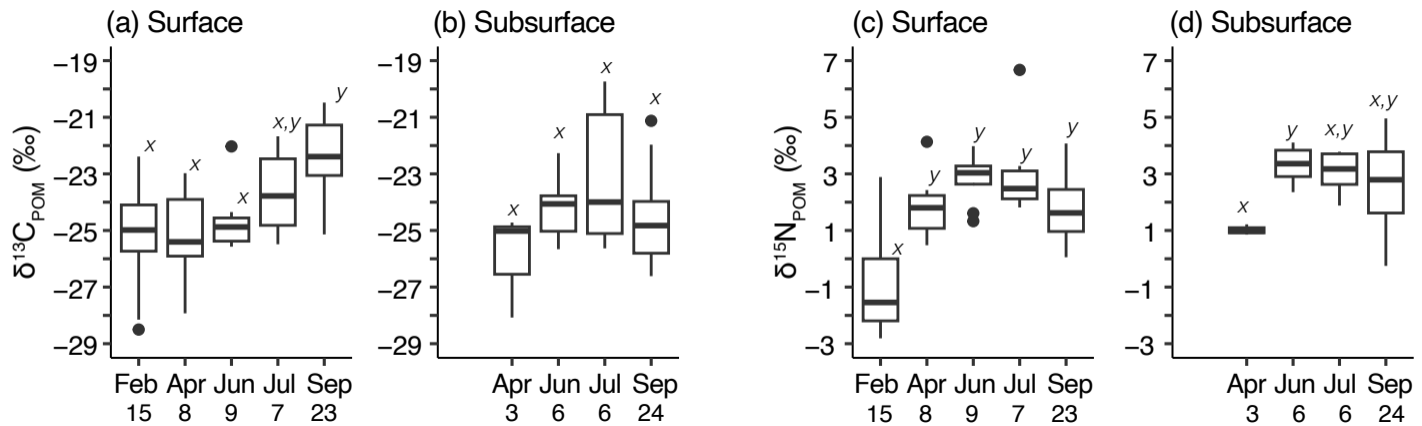 (a) Surface
(b) Subsurface
(c) Surface
(d) Subsurface
δ¹³C_POM (‰)
−19
−21
−23
−25
−27
−29
x
x
x
x,y
y
Feb Apr Jun Jul Sep
15 8 9 7 23
−19
−21
−23
−25
−27
−29
x
x
x
x
Apr Jun Jul Sep
3 6 6 24
δ¹⁵N_POM (‰)
7
5
3
1
−1
−3
x
y
y
y
y
Feb Apr Jun Jul Sep
15 8 9 7 23
7
5
3
1
−1
−3
x
y
x,y
x,y
Apr Jun Jul Sep
3 6 6 24